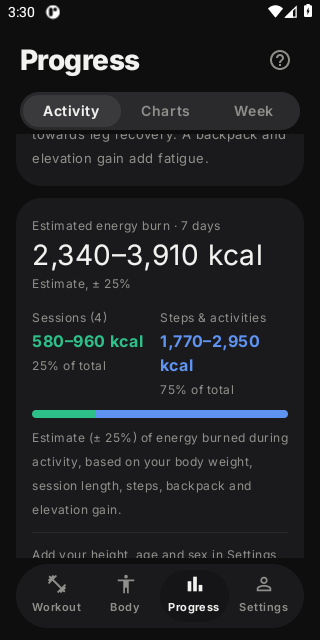 3:30
Progress
Activity Charts Week
towards leg recovery. A backpack and
elevation gain add fatigue.
Estimated energy burn · 7 days
2,340–3,910 kcal
Estimate, ± 25%
Sessions (4)
580–960 kcal
25% of total
Steps & activities
1,770–2,950
kcal
75% of total
Estimate (± 25%) of energy burned during
activity, based on your body weight,
session length, steps, backpack and
elevation gain.
Add your height, age and sex in Settings
Workout Body Progress Settings